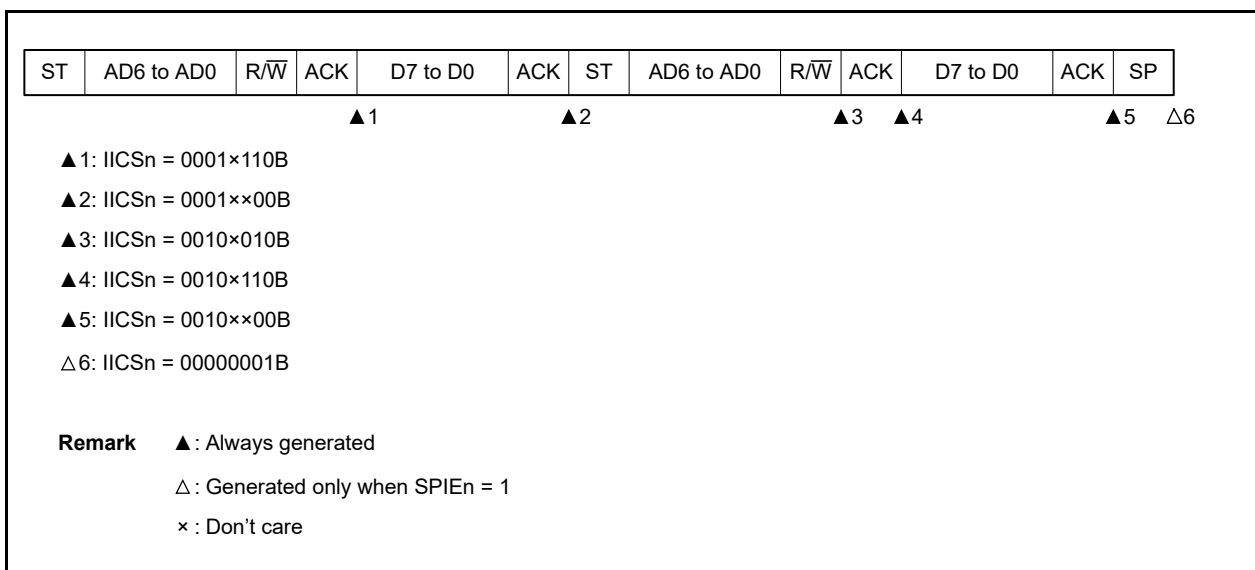 ST AD6 to AD0 R/W̅ ACK D7 to D0 ACK ST AD6 to AD0 R/W̅ ACK D7 to D0 ACK SP
▲1 ▲2 ▲3 ▲4 ▲5 △6
▲1: IICSn = 0001×110B
▲2: IICSn = 0001××00B
▲3: IICSn = 0010×010B
▲4: IICSn = 0010×110B
▲5: IICSn = 0010××00B
△6: IICSn = 00000001B
Remark ▲: Always generated
△: Generated only when SPIEn = 1
×: Don't care